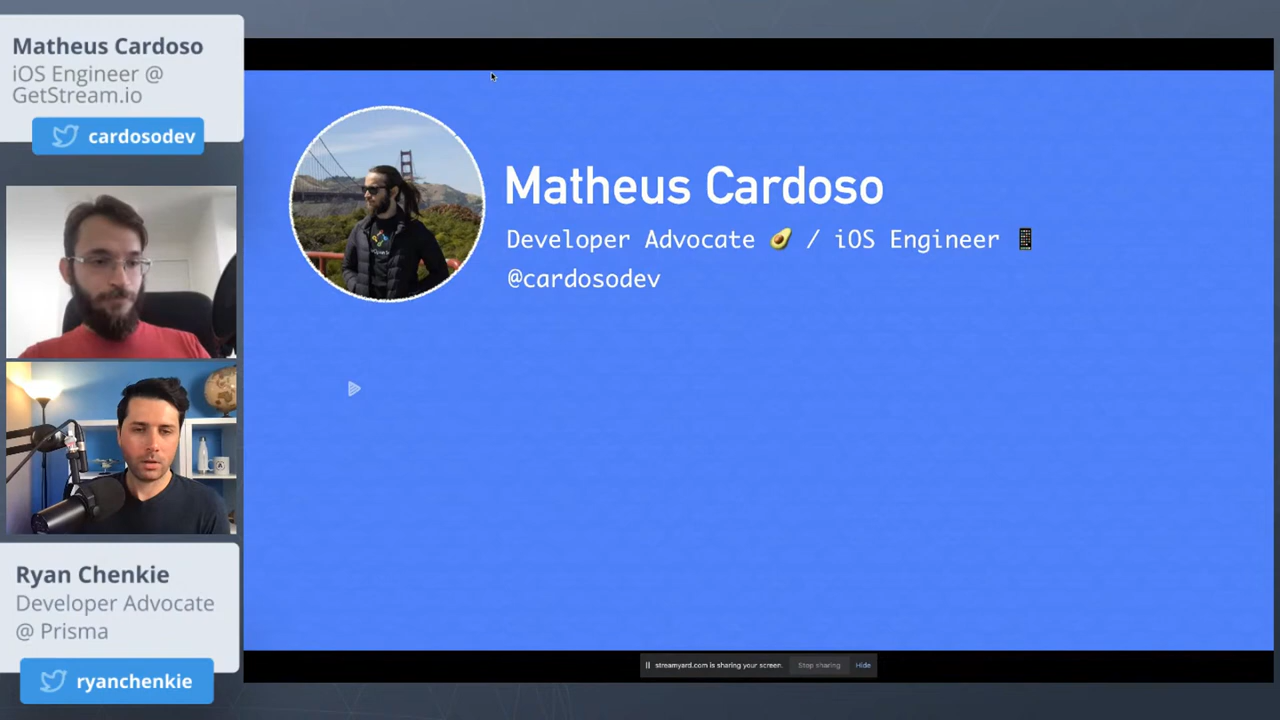 Matheus Cardoso
iOS Engineer @
GetStream.io
cardosodev
Ryan Chenkie
Developer Advocate
@ Prisma
ryanchenkie
Matheus Cardoso
Developer Advocate 🥑 / iOS Engineer 📱
@cardosodev
streamyard.com is sharing your screen. Stop sharing Hide